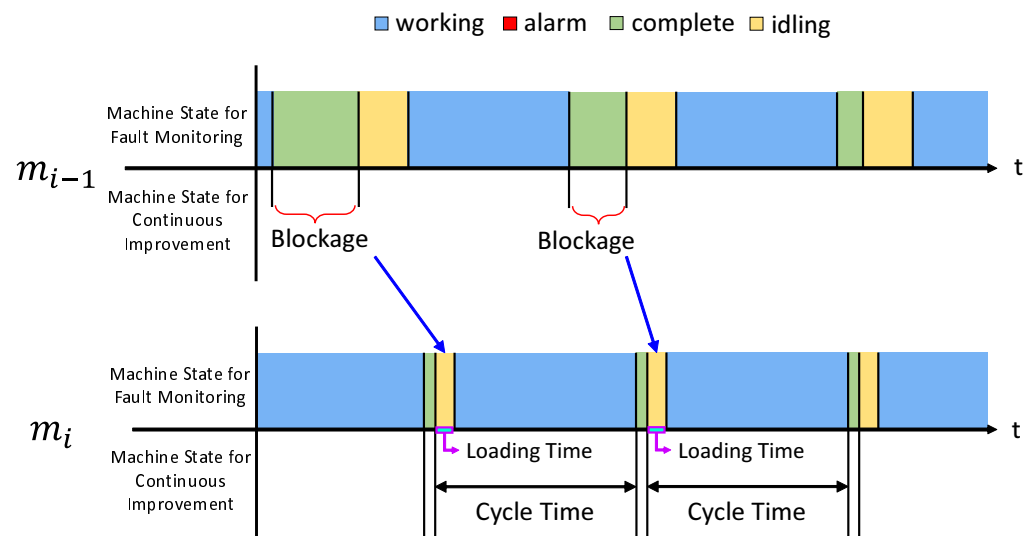 working alarm complete idling
Machine State for
Fault Monitoring
m_{i-1}
t
Machine State for
Continuous
Improvement
Blockage
Blockage
Machine State for
Fault Monitoring
m_i
t
Loading Time
Loading Time
Machine State for
Continuous
Improvement
Cycle Time
Cycle Time